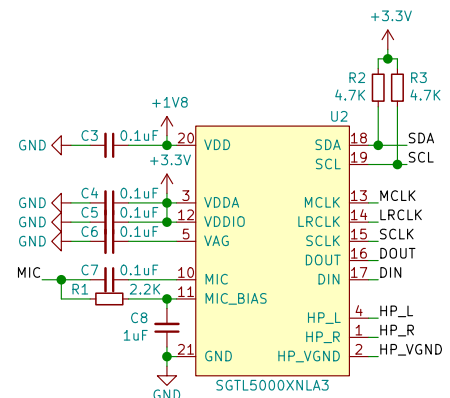 +3.3V
R2 R3
4.7K 4.7K
+1V8
U2
C3 0.1uF
GND 20 VDD SDA 18 SDA
+3.3V SCL 19 SCL
C4 0.1uF
GND 3 VDDA MCLK 13 MCLK
C5 0.1uF
GND 12 VDDIO LRCLK 14 LRCLK
C6 0.1uF
GND 5 VAG SCLK 15 SCLK
DOUT 16 DOUT
MIC C7 0.1uF 10 MIC DIN 17 DIN
R1 2.2K 11 MIC_BIAS
C8
1uF
HP_L 4 HP_L
HP_R 1 HP_R
21 GND HP_VGND 2 HP_VGND
GND
SGTL5000XNLA3